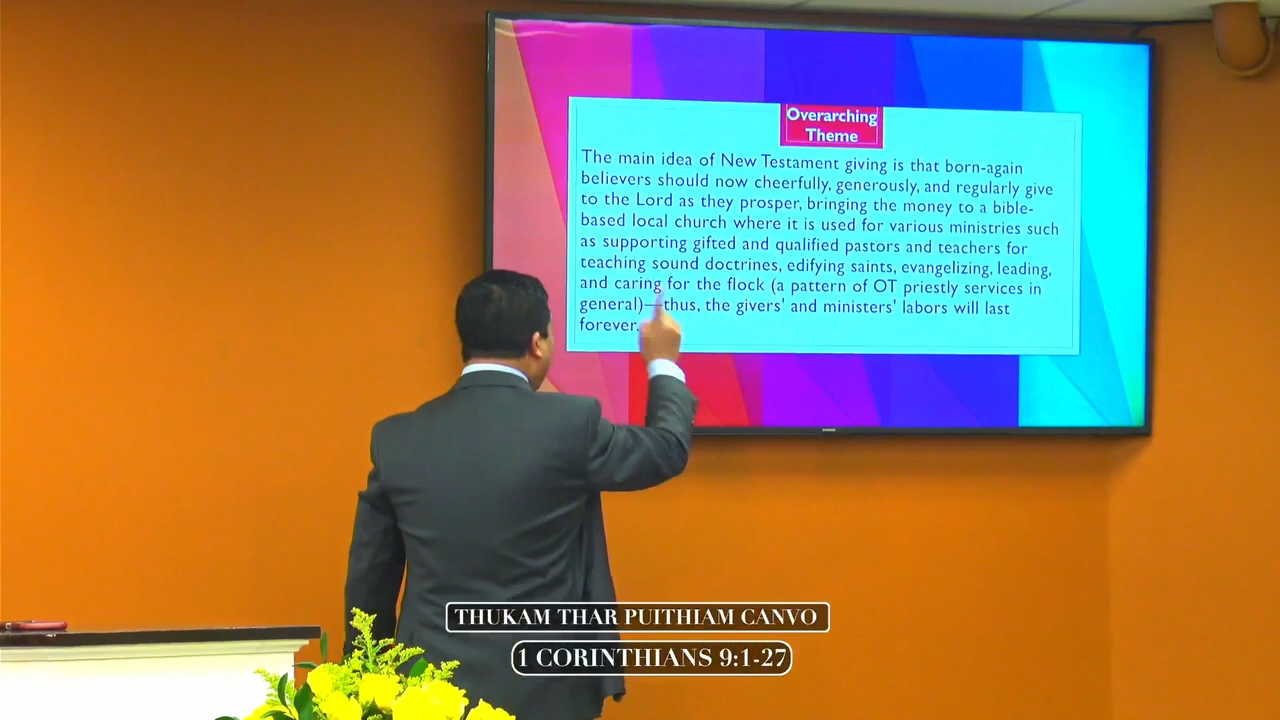 Overarching
Theme
The main idea of New Testament giving is that born-again
believers should now cheerfully, generously, and regularly give
to the Lord as they prosper, bringing the money to a bible-
based local church where it is used for various ministries such
as supporting gifted and qualified pastors and teachers for
teaching sound doctrines, edifying saints, evangelizing, leading,
and caring for the flock (a pattern of OT priestly services in
general)—thus, the givers' and ministers' labors will last
forever.
THUKAM THAR PUITHIAM CANVO
1 CORINTHIANS 9:1-27